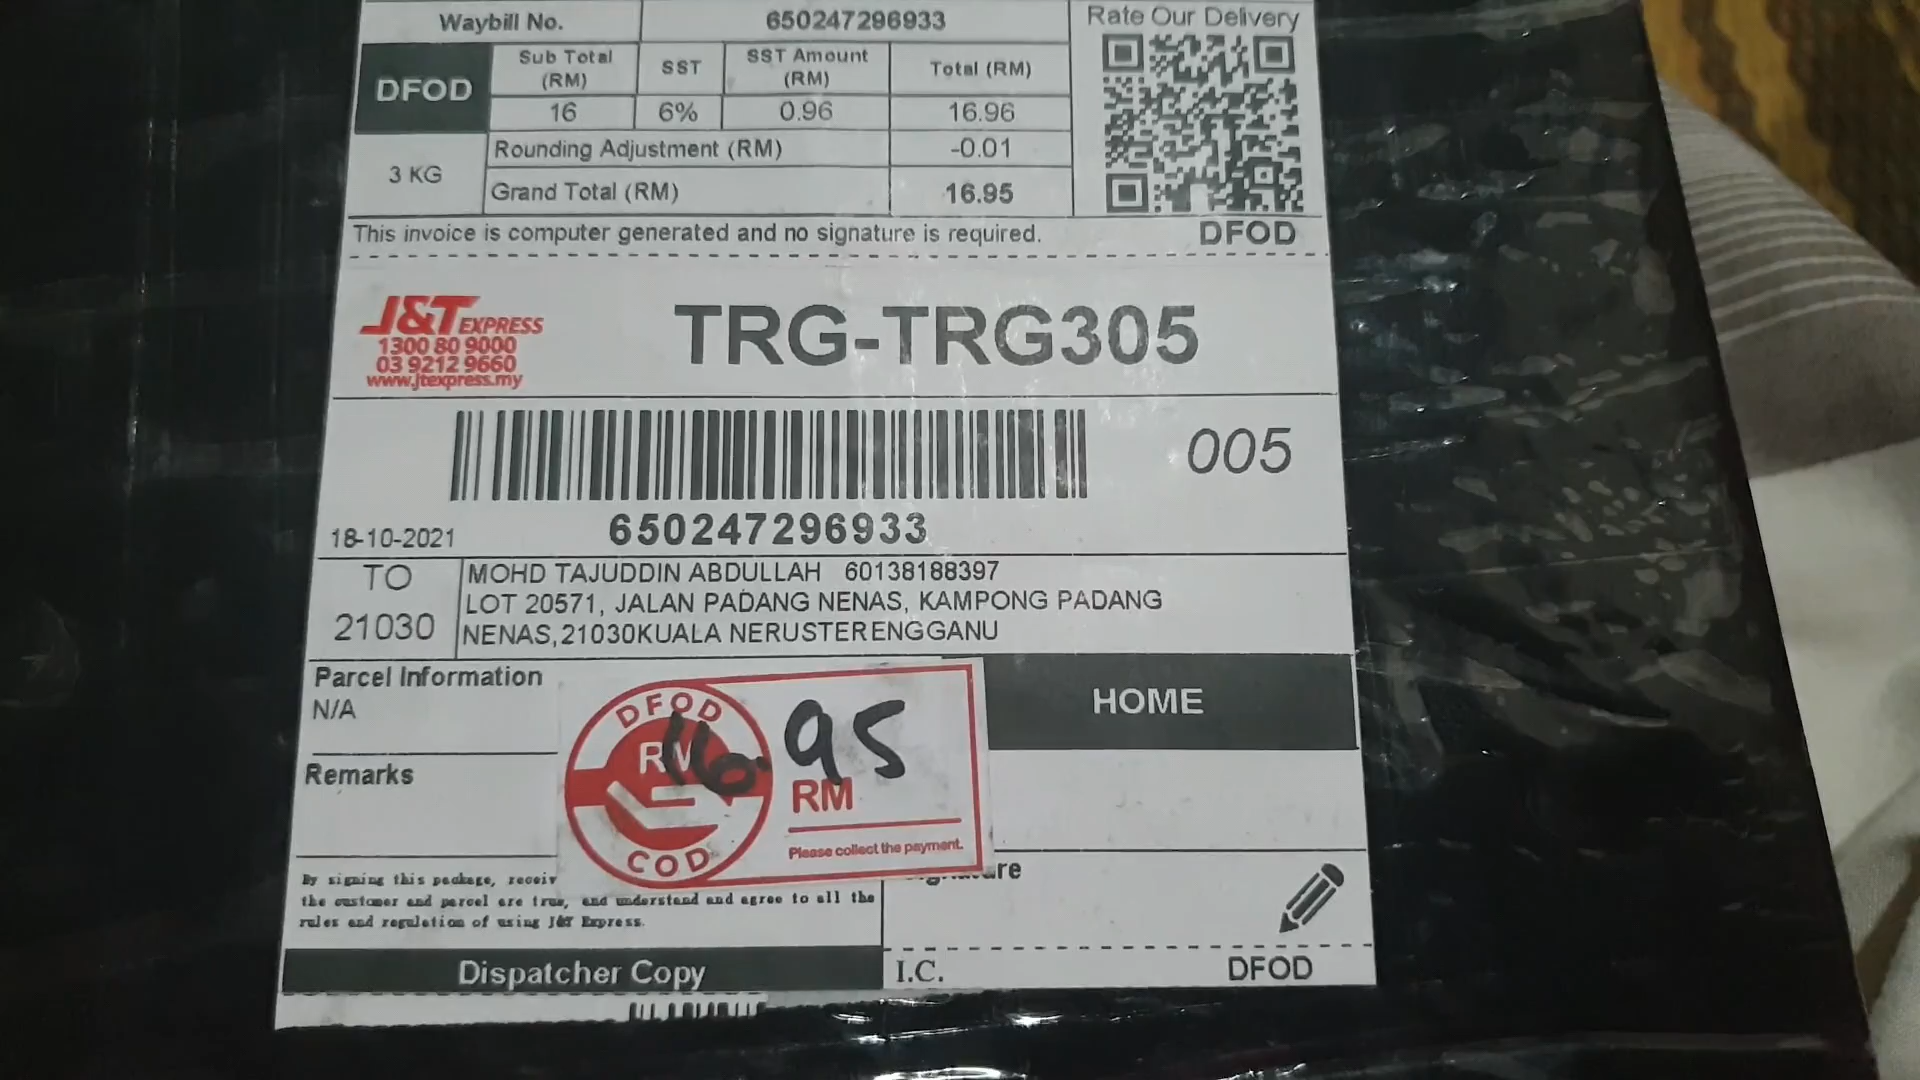 Waybill No. 650247296933
Rate Our Delivery
DFOD
Sub Total (RM) SST SST Amount (RM) Total (RM)
16 6% 0.96 16.96
3 KG
Rounding Adjustment (RM) -0.01
Grand Total (RM) 16.95
This invoice is computer generated and no signature is required.
DFOD
J&T EXPRESS
1300 80 9000
03 9212 9660
www.jtexpress.my
TRG-TRG305
005
18-10-2021
650247296933
TO
21030
MOHD TAJUDDIN ABDULLAH 60138188397
LOT 20571, JALAN PADANG NENAS, KAMPONG PADANG
NENAS,21030KUALA NERUSTERENGGANU
Parcel Information
N/A
HOME
DFOD
RM
16.95
RM
COD
Please collect the payment.
Remarks
By signing this package,
the customer and parcel are true, and understand and agree to all the
rules and regulation of using J&T Express.
Dispatcher Copy
I.C.
DFOD